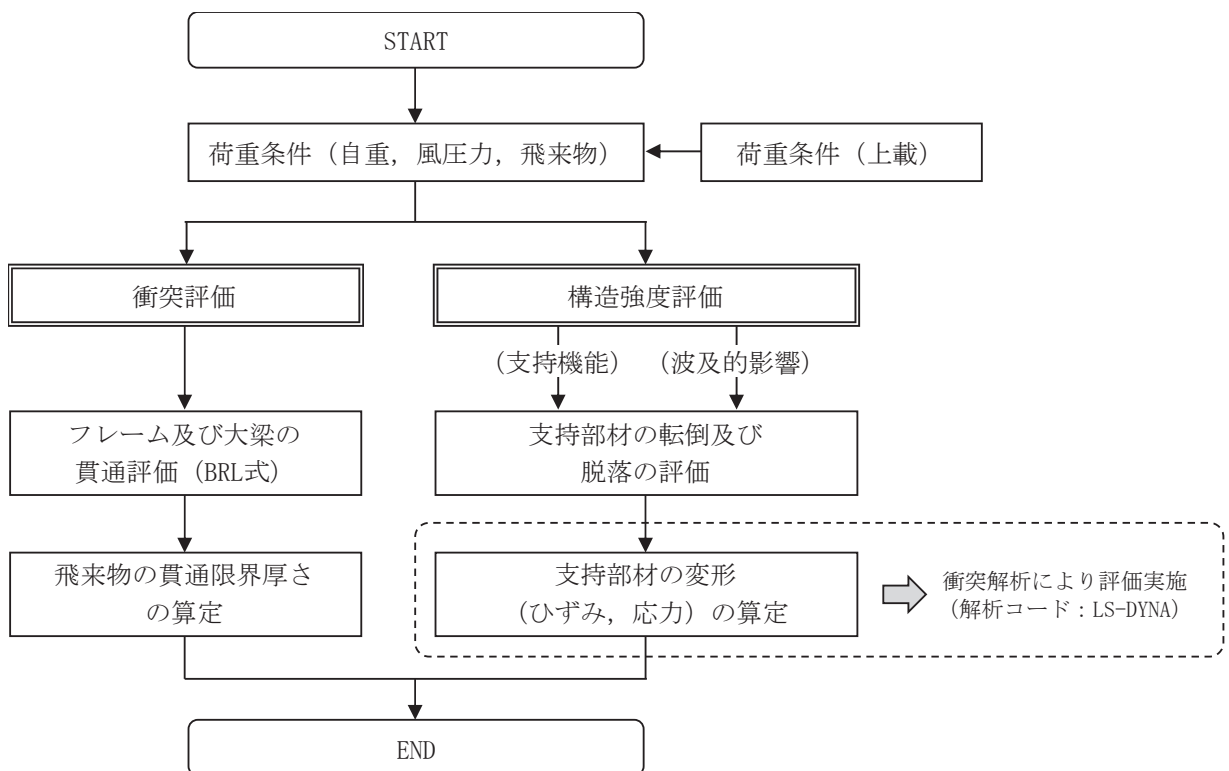 START
荷重条件（自重，風圧力，飛来物）
荷重条件（上載）
衝突評価
構造強度評価
（支持機能）
（波及的影響）
フレーム及び大梁の
貫通評価（BRL式）
支持部材の転倒及び
脱落の評価
飛来物の貫通限界厚さ
の算定
支持部材の変形
（ひずみ，応力）の算定
衝突解析により評価実施
（解析コード：LS-DYNA）
END